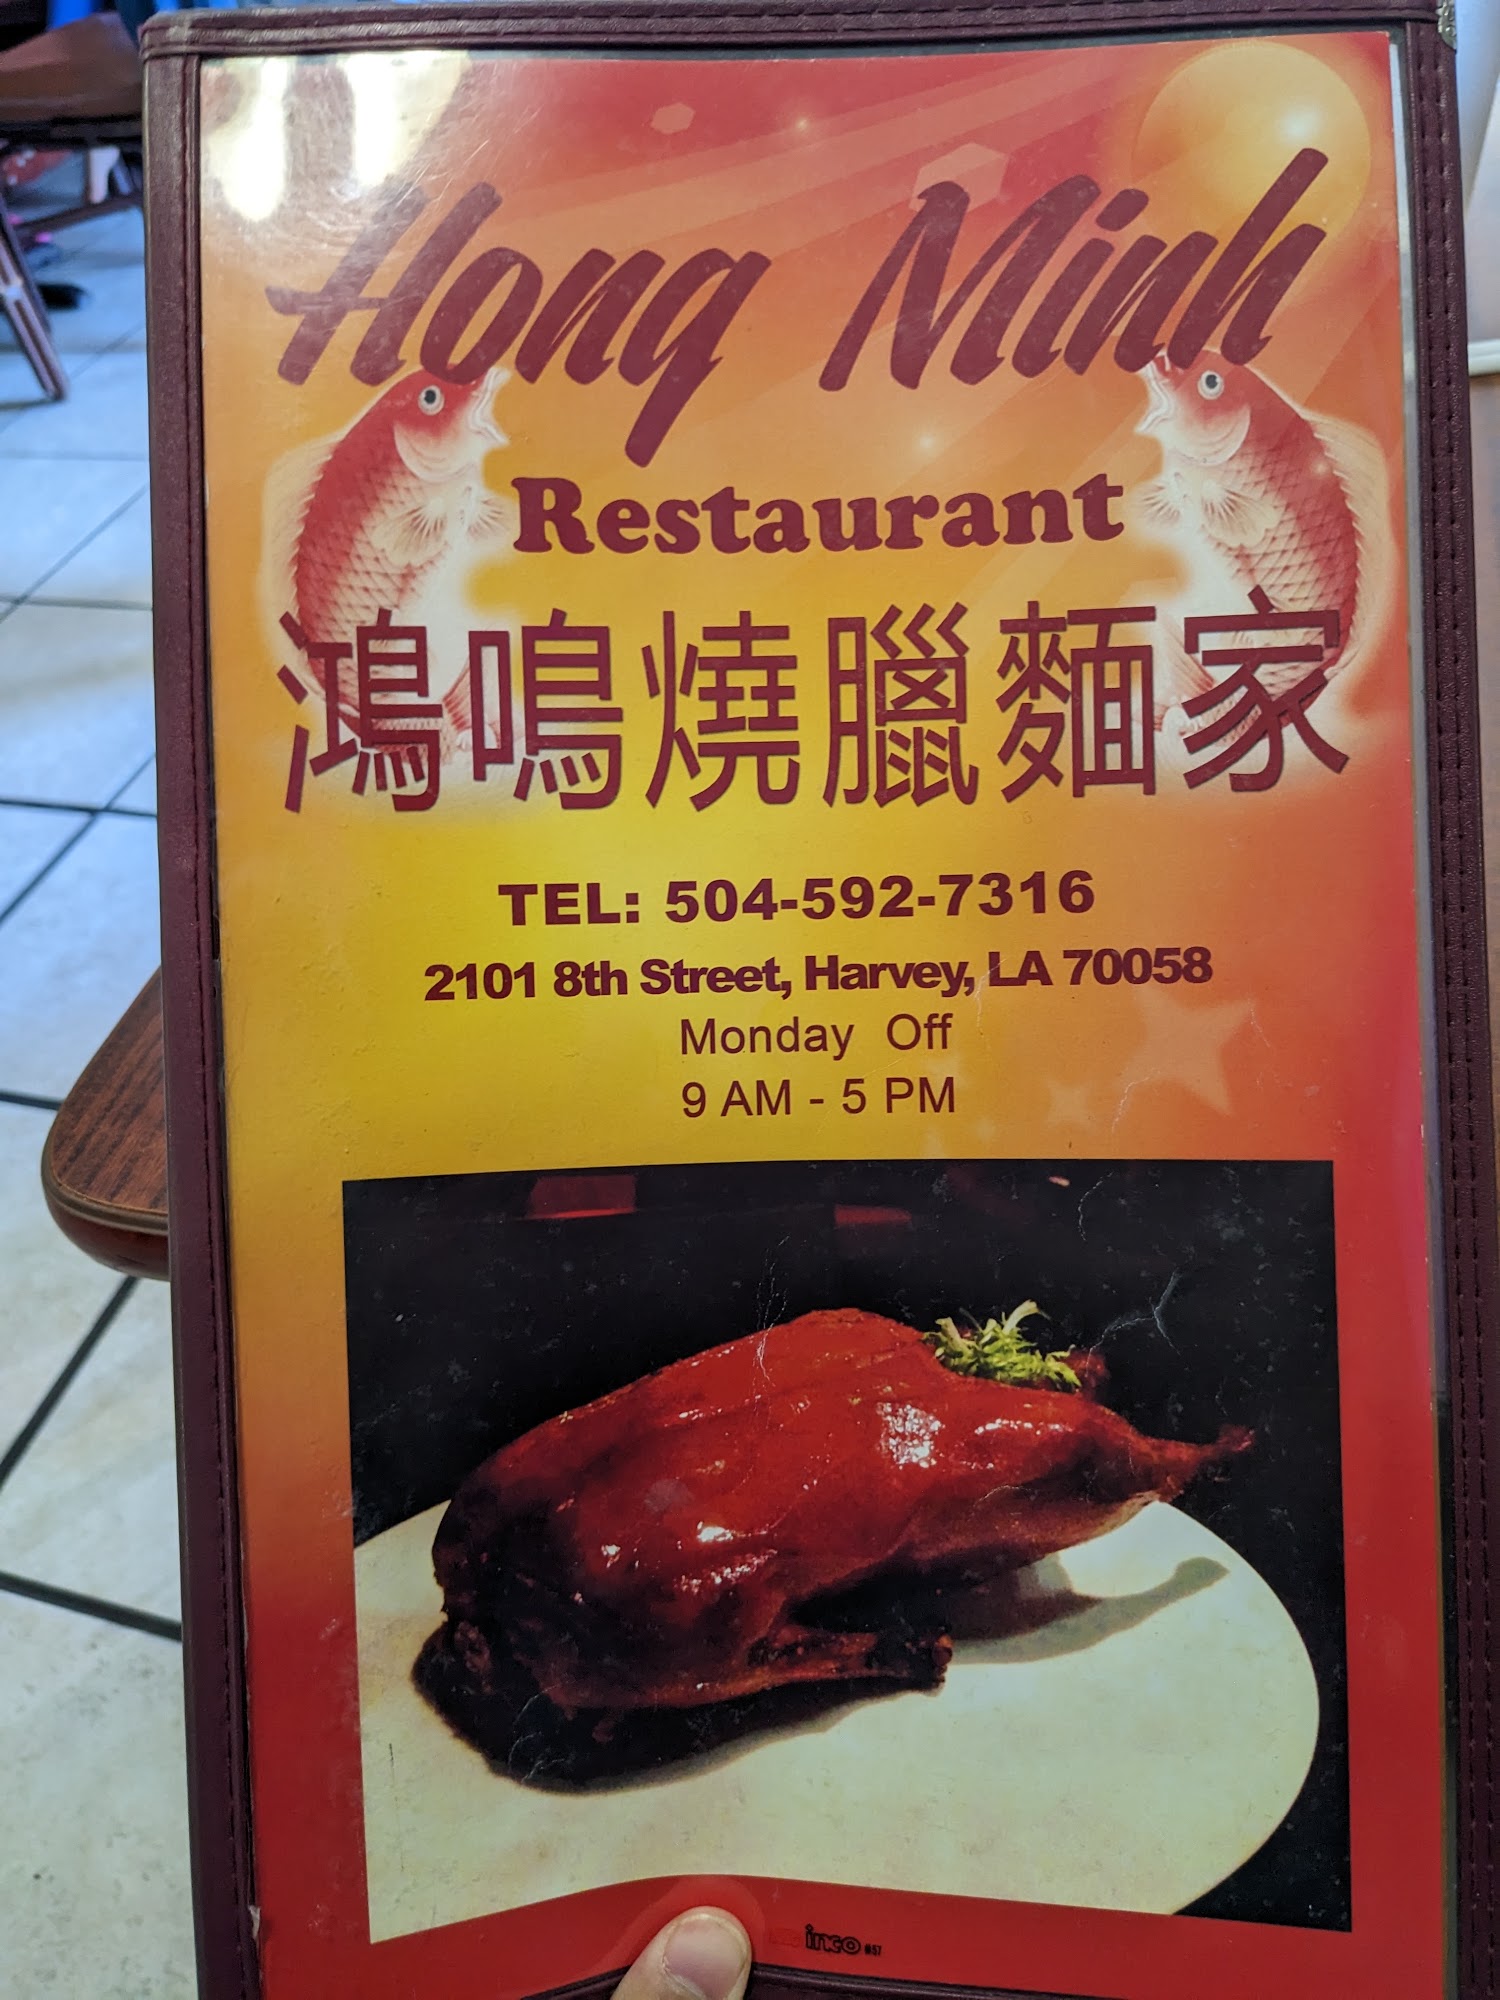 Hong Minh
Restaurant
鴻鳴燒臘麵家
TEL: 504-592-7316
2101 8th Street, Harvey, LA 70058
Monday Off
9 AM - 5 PM
inco